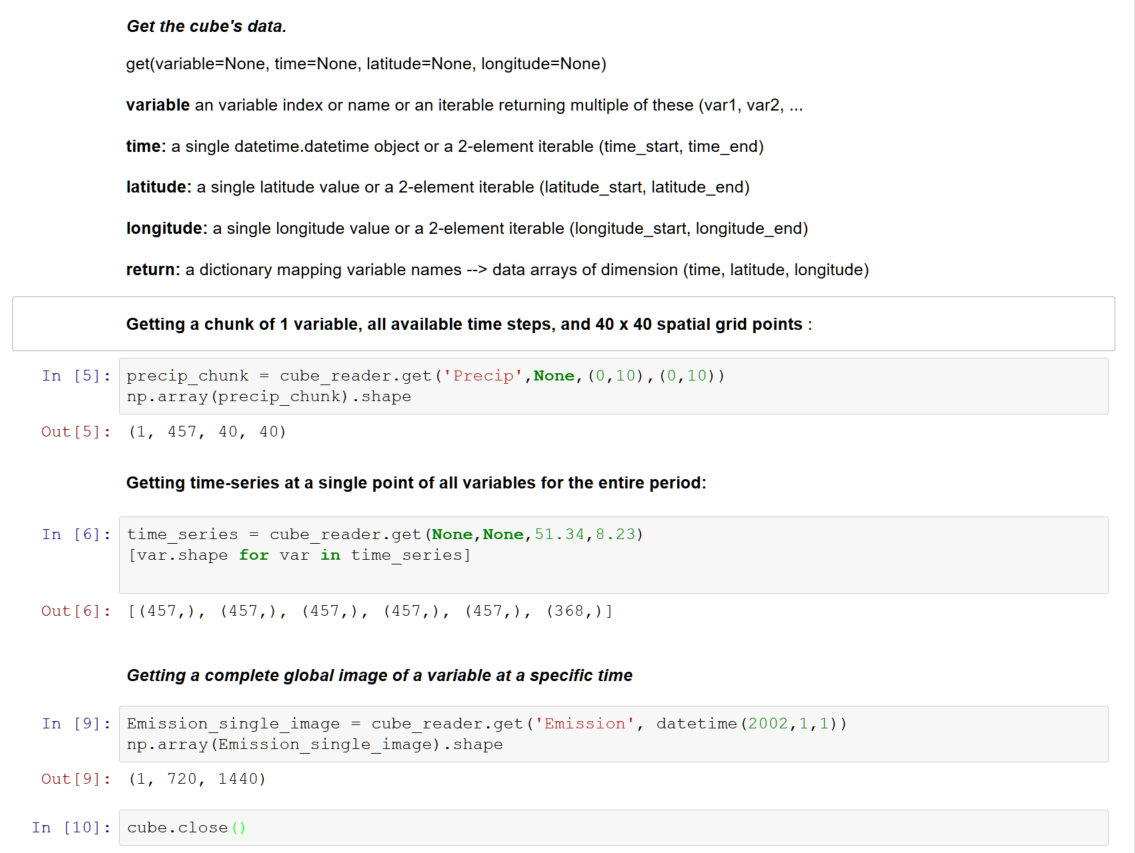 Get the cube's data.
get(variable=None, time=None, latitude=None, longitude=None)
variable an variable index or name or an iterable returning multiple of these (var1, var2, ...
time: a single datetime.datetime object or a 2-element iterable (time_start, time_end)
latitude: a single latitude value or a 2-element iterable (latitude_start, latitude_end)
longitude: a single longitude value or a 2-element iterable (longitude_start, longitude_end)
return: a dictionary mapping variable names --> data arrays of dimension (time, latitude, longitude)
Getting a chunk of 1 variable, all available time steps, and 40 x 40 spatial grid points :
In [5]: precip_chunk = cube_reader.get('Precip',None,(0,10),(0,10))
np.array(precip_chunk).shape
Out[5]: (1, 457, 40, 40)
Getting time-series at a single point of all variables for the entire period:
In [6]: time_series = cube_reader.get(None,None,51.34,8.23)
[var.shape for var in time_series]
Out[6]: [(457,), (457,), (457,), (457,), (457,), (368,)]
Getting a complete global image of a variable at a specific time
In [9]: Emission_single_image = cube_reader.get('Emission', datetime(2002,1,1))
np.array(Emission_single_image).shape
Out[9]: (1, 720, 1440)
In [10]: cube.close()